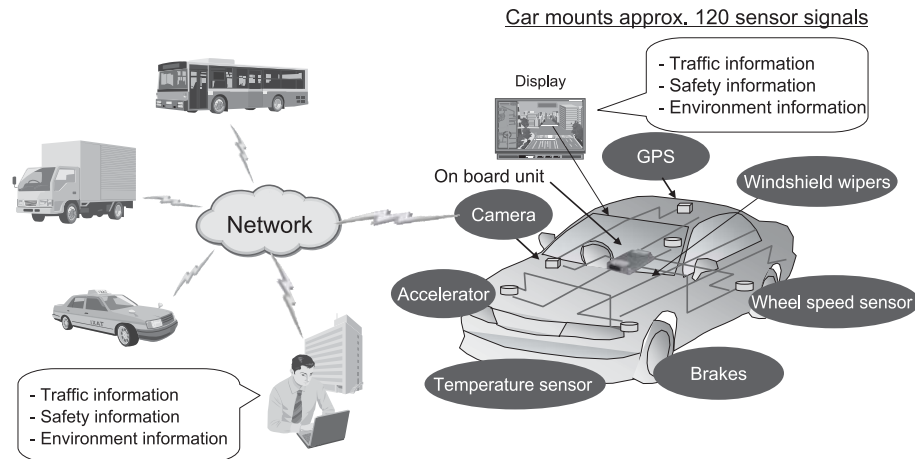 Car mounts approx. 120 sensor signals
- Traffic information
- Safety information
- Environment information
Display
GPS
On board unit
Windshield wipers
Camera
Network
Accelerator
Wheel speed sensor
Temperature sensor
Brakes
- Traffic information
- Safety information
- Environment information